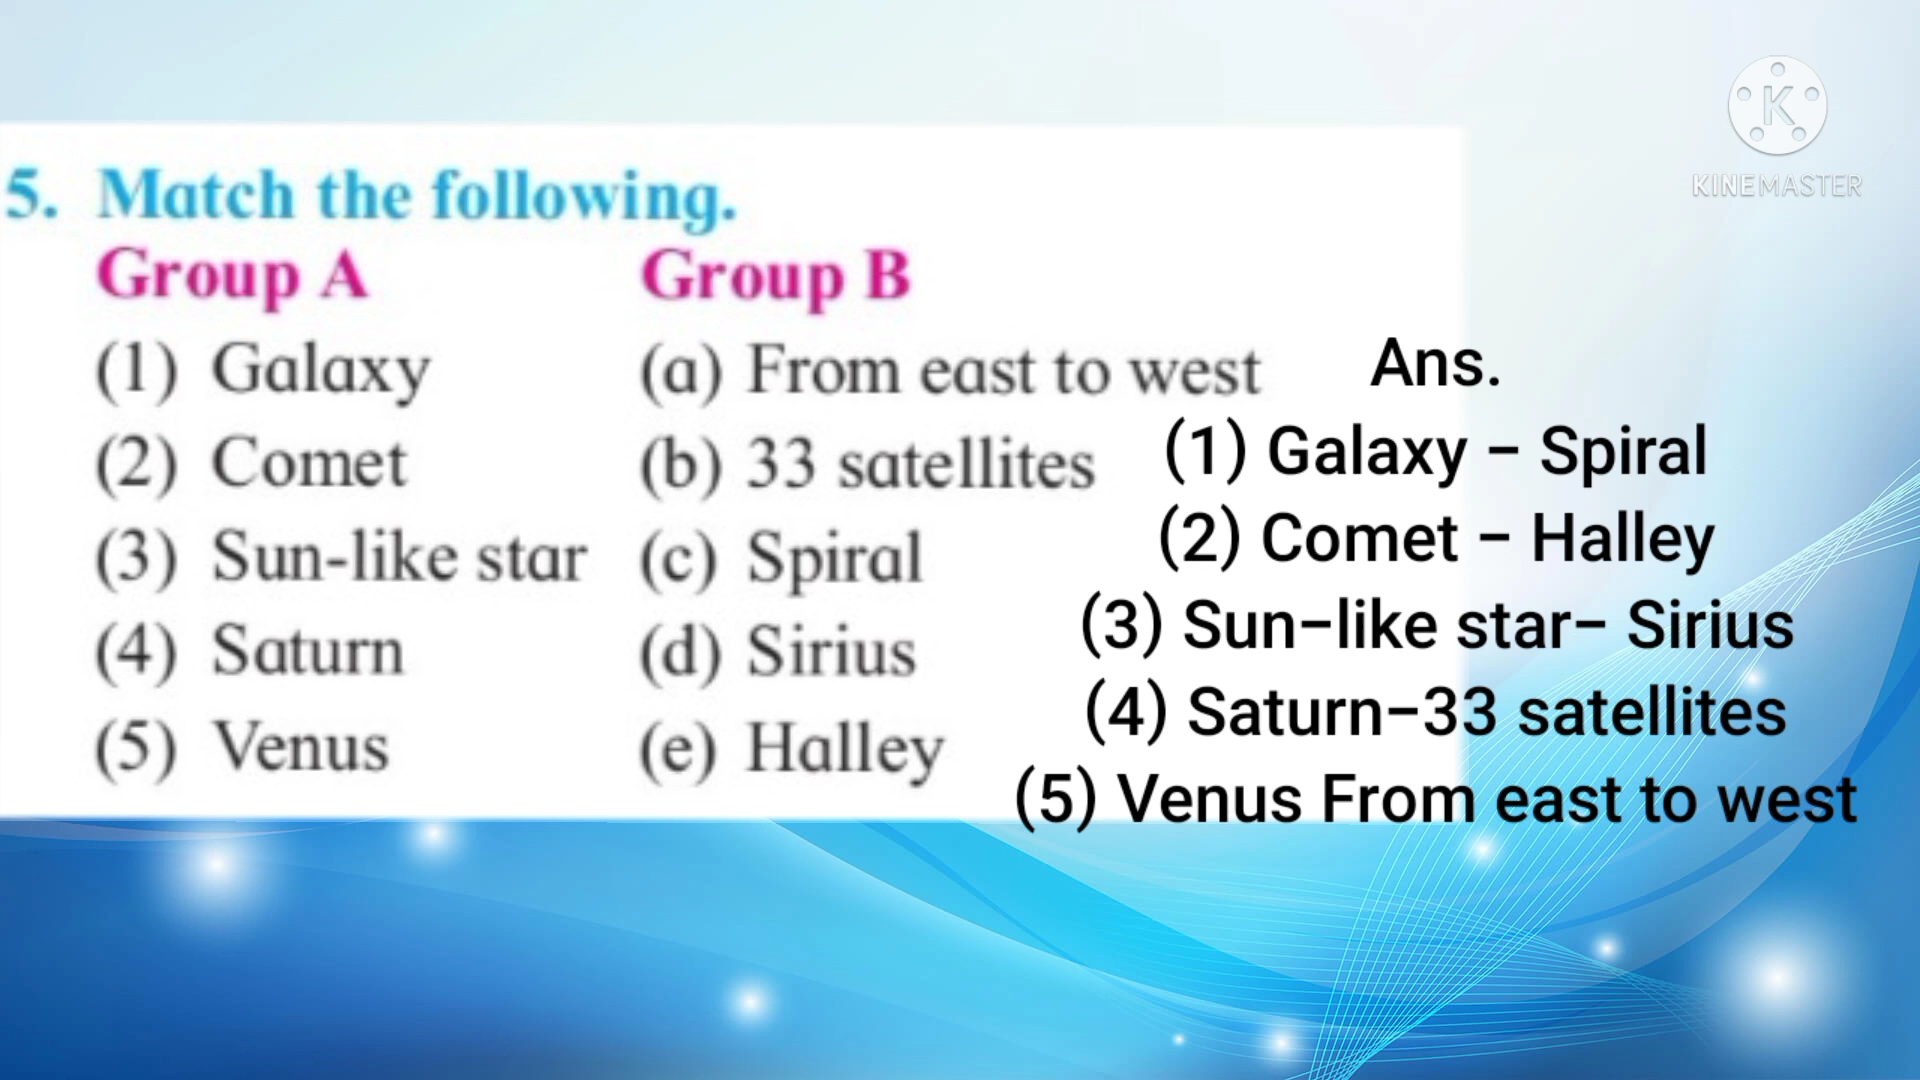 5. Match the following.
Group A Group B
(1) Galaxy (a) From east to west
(2) Comet (b) 33 satellites
(3) Sun-like star (c) Spiral
(4) Saturn (d) Sirius
(5) Venus (e) Halley
Ans.
(1) Galaxy – Spiral
(2) Comet – Halley
(3) Sun–like star– Sirius
(4) Saturn–33 satellites
(5) Venus From east to west
K
KINEMASTER